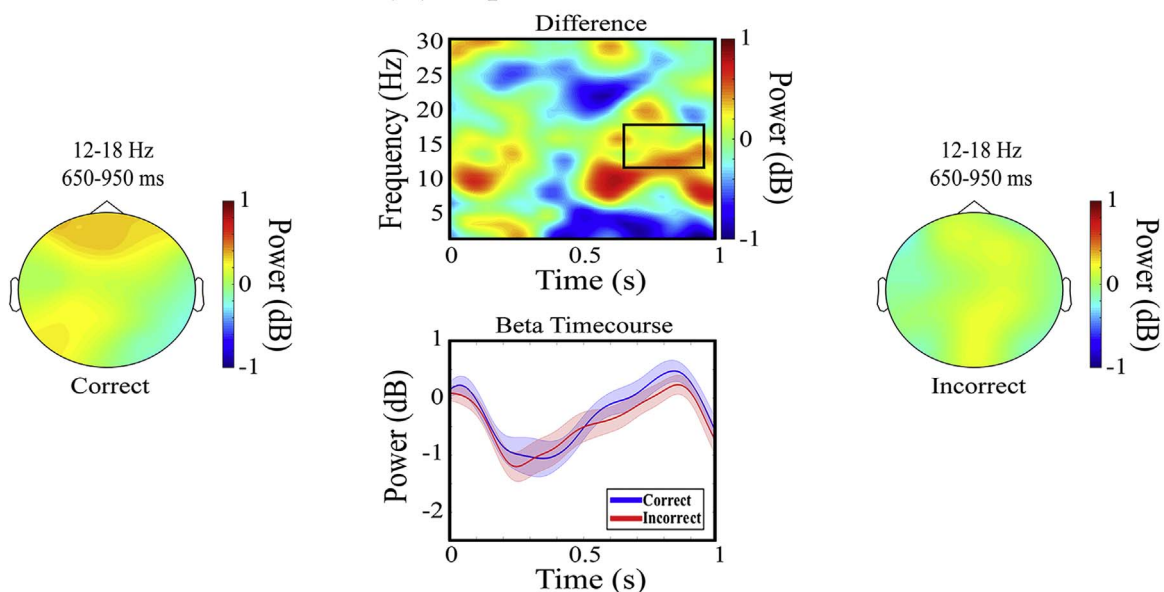 Difference
30
25
20
15
10
5
Frequency (Hz)
0
0.5
1
Time (s)
1
0
-1
Power (dB)
12-18 Hz
650-950 ms
1
0
-1
Power (dB)
Correct
12-18 Hz
650-950 ms
1
0
-1
Power (dB)
Incorrect
Beta Timecourse
1
0
-1
-2
Power (dB)
Correct
Incorrect
0
0.5
1
Time (s)